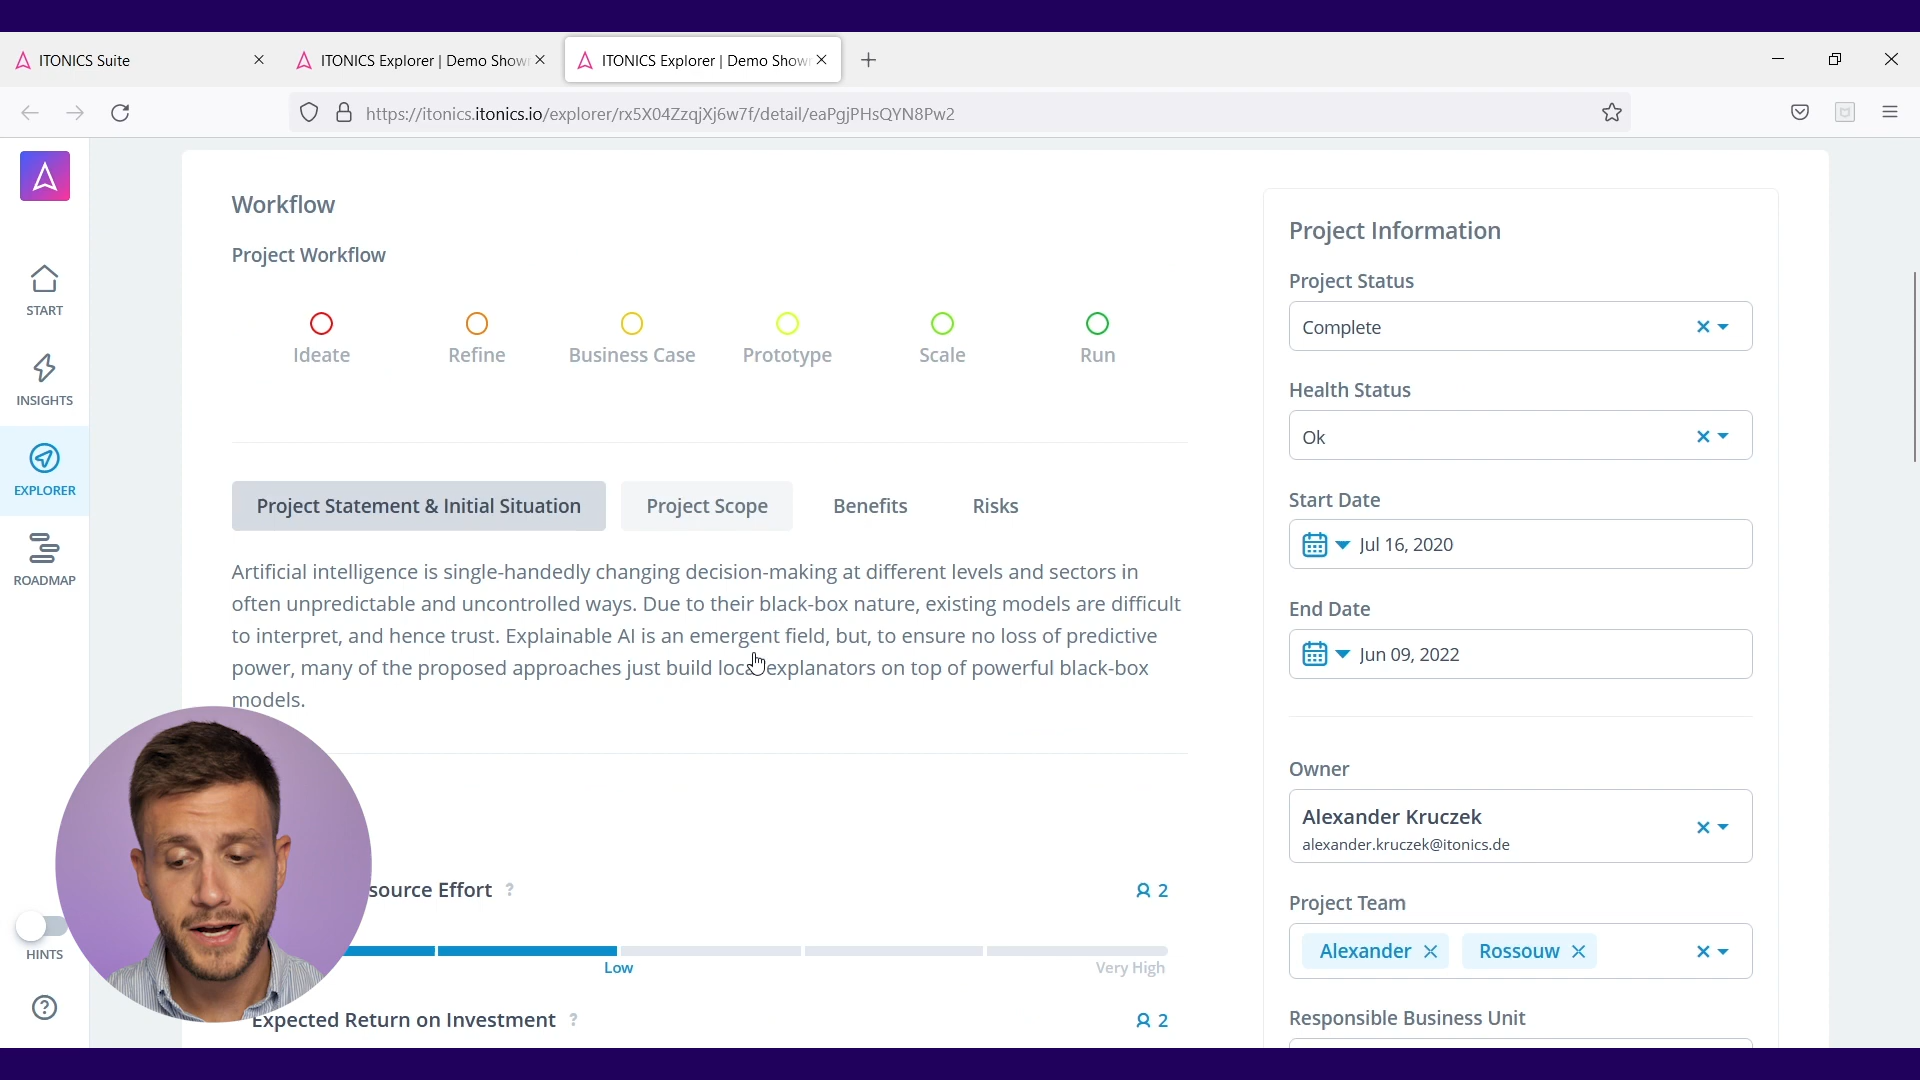 ITONICS Suite
ITONICS Explorer | Demo Show
ITONICS Explorer | Demo Show
https://itonics.itonics.io/explorer/rx5X04ZzqjXj6w7f/detail/eaPgjPHsQYN8Pw2
START
INSIGHTS
EXPLORER
ROADMAP
HINTS
Workflow
Project Workflow
Ideate
Refine
Business Case
Prototype
Scale
Run
Project Statement & Initial Situation
Project Scope
Benefits
Risks
Artificial intelligence is single-handedly changing decision-making at different levels and sectors in
often unpredictable and uncontrolled ways. Due to their black-box nature, existing models are difficult
to interpret, and hence trust. Explainable AI is an emergent field, but, to ensure no loss of predictive
power, many of the proposed approaches just build local explanators on top of powerful black-box
models.
source Effort ?
2
Low
Very High
Expected Return on Investment ?
2
Project Information
Project Status
Complete
Health Status
Ok
Start Date
Jul 16, 2020
End Date
Jun 09, 2022
Owner
Alexander Kruczek
alexander.kruczek@itonics.de
Project Team
Alexander
Rossouw
Responsible Business Unit